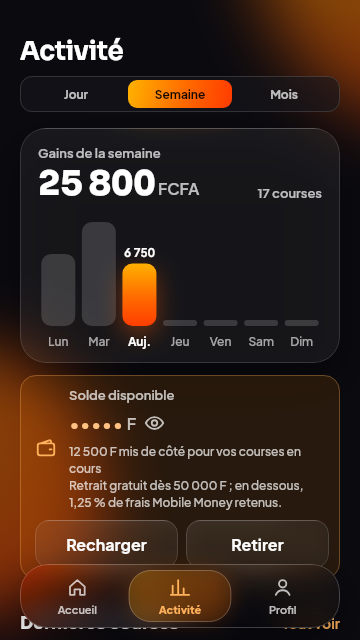 Activité
Jour Semaine Mois
Gains de la semaine
25 800 FCFA 17 courses
6 750
Lun Mar Auj. Jeu Ven Sam Dim
Solde disponible
••••• F
12 500 F mis de côté pour vos courses en
cours
Retrait gratuit dès 50 000 F ; en dessous,
1,25 % de frais Mobile Money retenus.
Recharger Retirer
Accueil Activité Profil